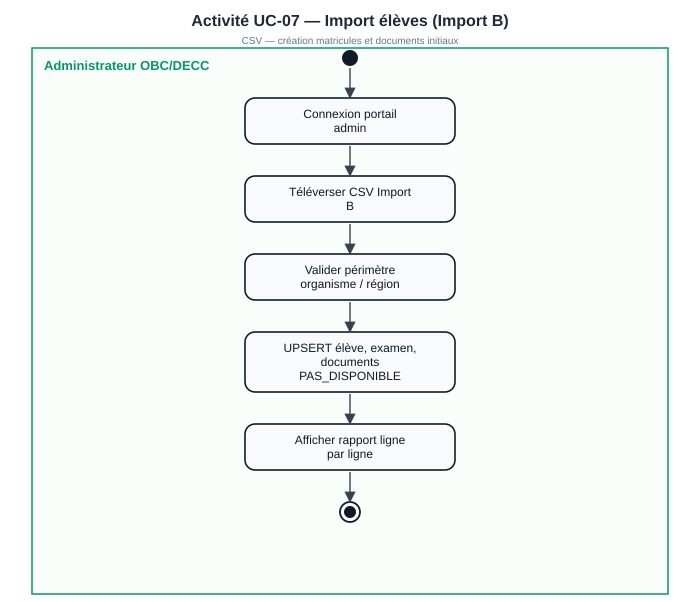 Activité UC-07 — Import élèves (Import B)
CSV — création matricules et documents initiaux
Administrateur OBC/DECC
Connexion portail
admin
Téléverser CSV Import
B
Valider périmètre
organisme / région
UPSERT élève, examen,
documents
PAS_DISPONIBLE
Afficher rapport ligne
par ligne